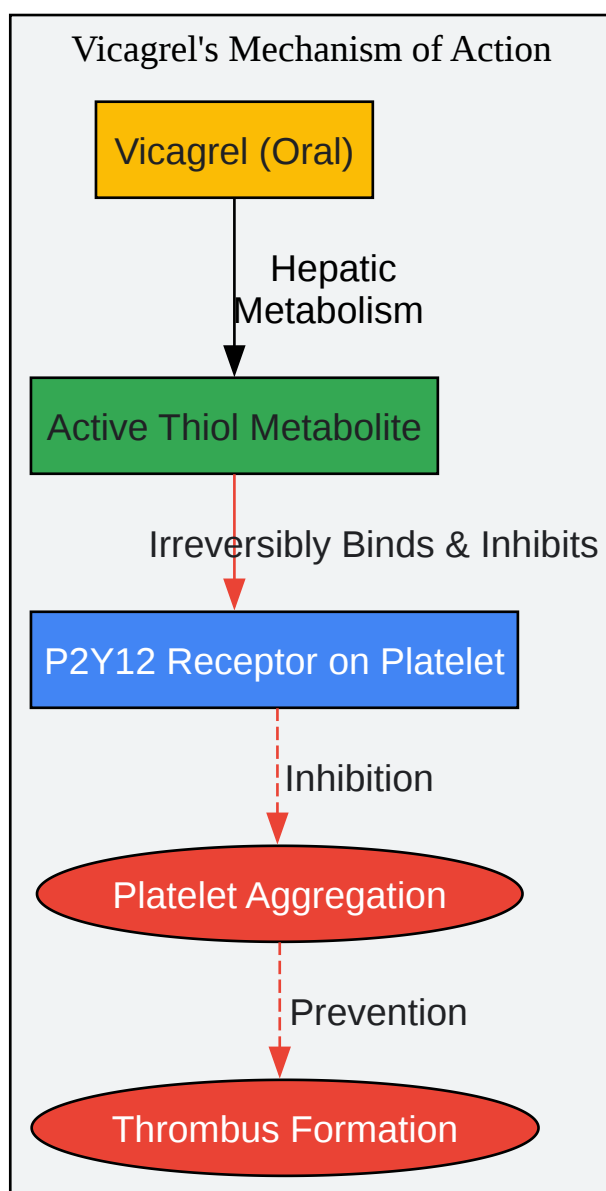 Vicagrel's Mechanism of Action
Vicagrel (Oral)
Hepatic
Metabolism
Active Thiol Metabolite
Irreversibly Binds & Inhibits
P2Y12 Receptor on Platelet
Inhibition
Platelet Aggregation
Prevention
Thrombus Formation